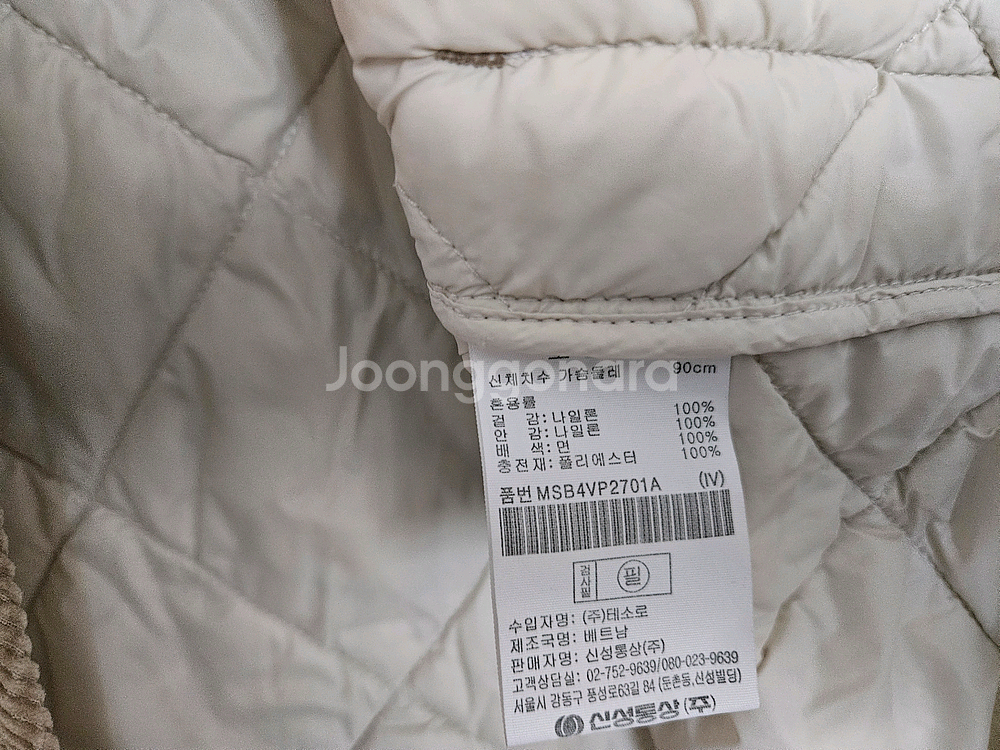 Joonggonara
신체치수 가슴둘레 90cm
혼용률
겉 감:나일론 100%
안 감:나일론 100%
배 색:면 100%
충전재:폴리에스터 100%
품번 MSB4VP2701A (IV)
검사필 필
수입자명: (주)테소로
제조국명: 베트남
판매자명: 신성통상(주)
고객상담실: 02-752-9639/080-023-9639
서울시 강동구 풍성로63길 84 (둔촌동,신성빌딩)
신성통상(주)